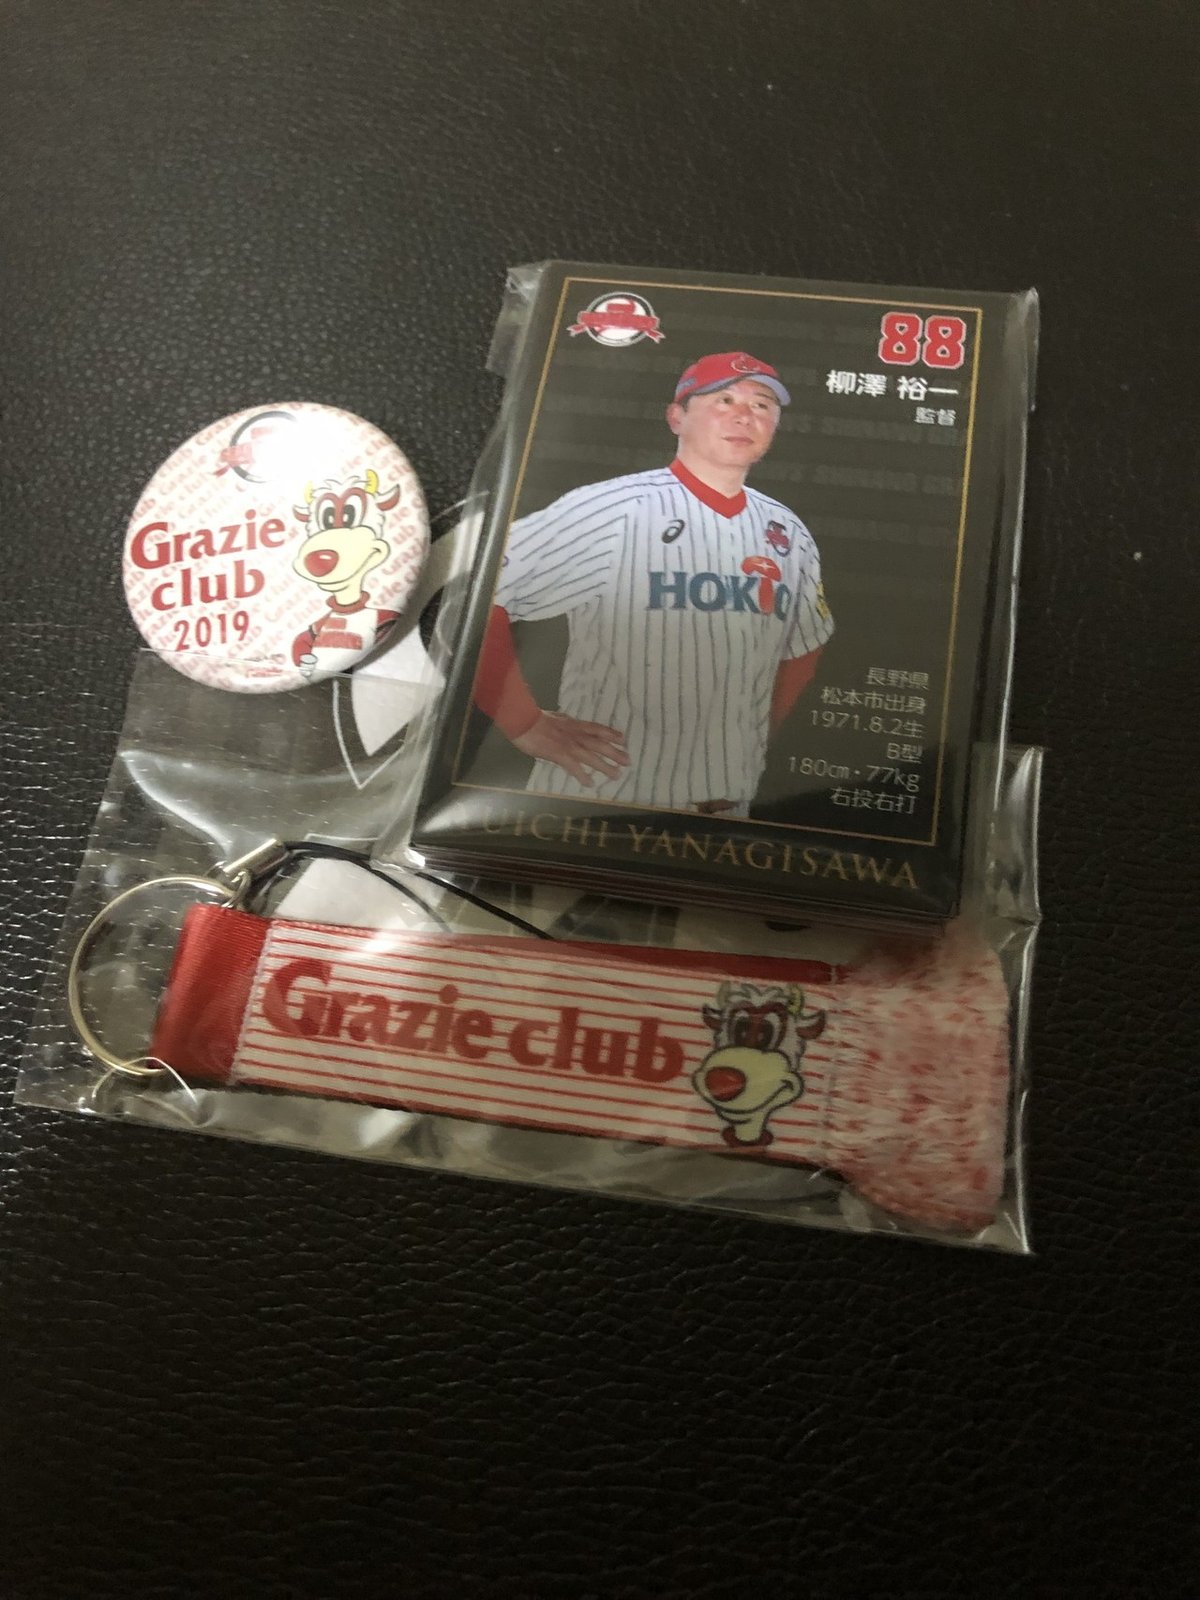 Grazie
club
2019
88
柳澤 裕一
監督
HOKTO
長野県
松本市出身
1971.8.2生
B型
180㎝・77kg
右投右打
YUICHI YANAGISAWA
Grazie club